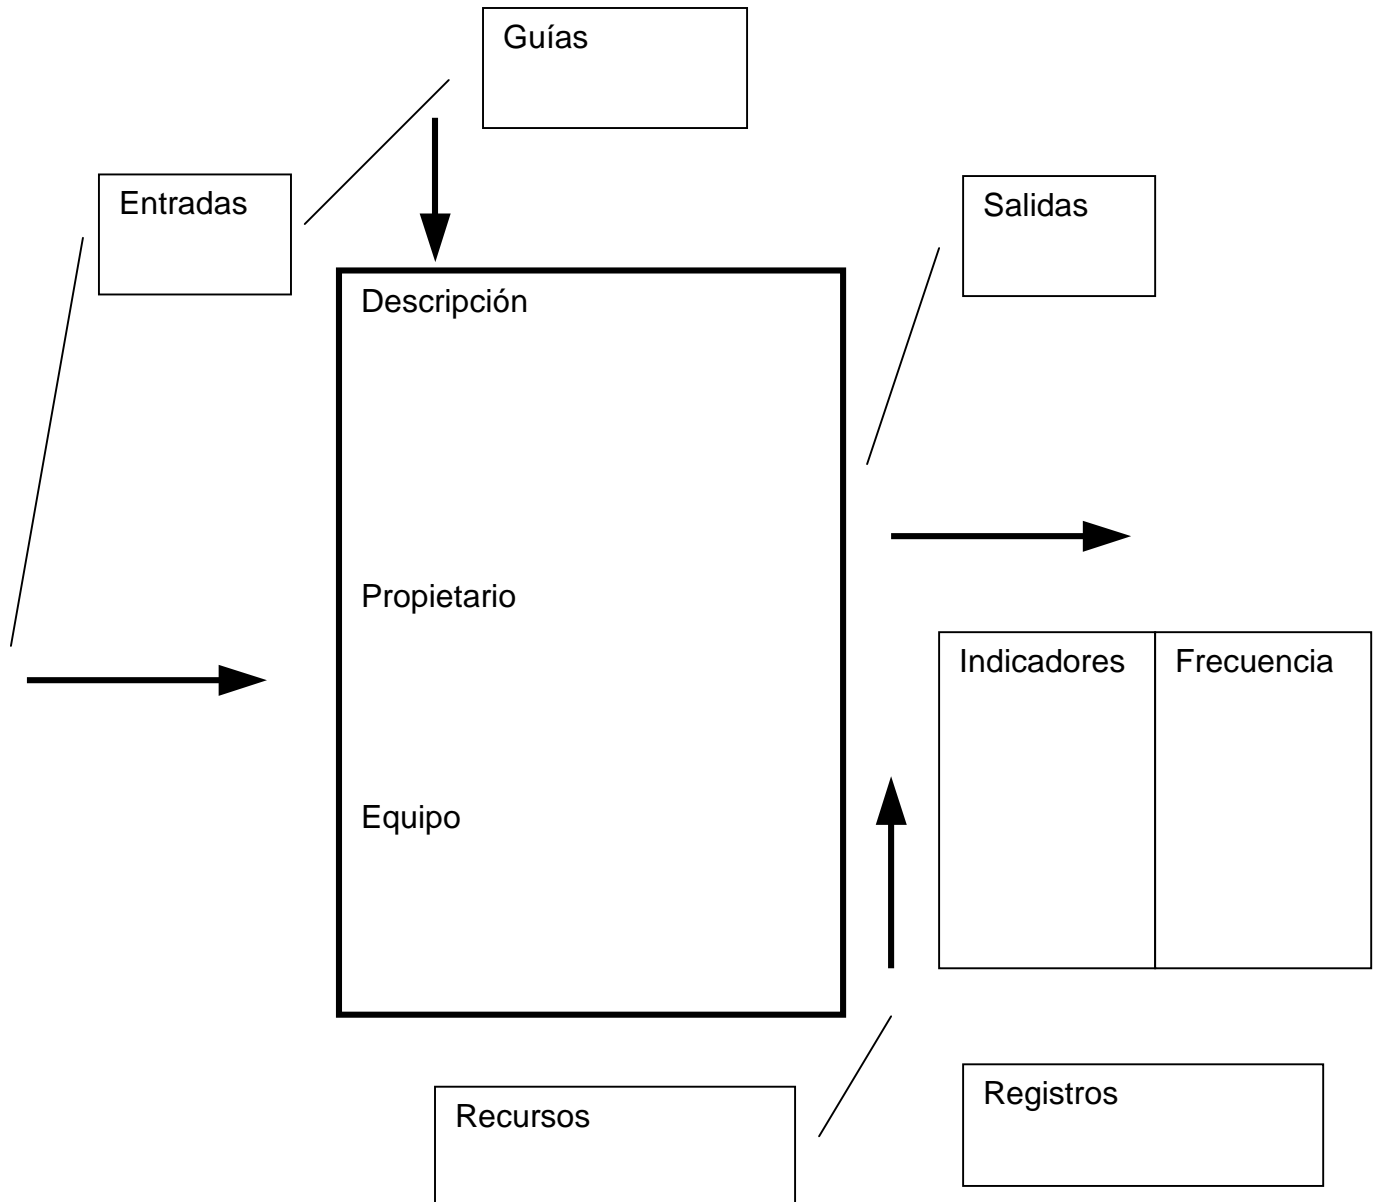 Guías
Entradas
Salidas
Descripción
Propietario
Indicadores
Frecuencia
Equipo
Recursos
Registros